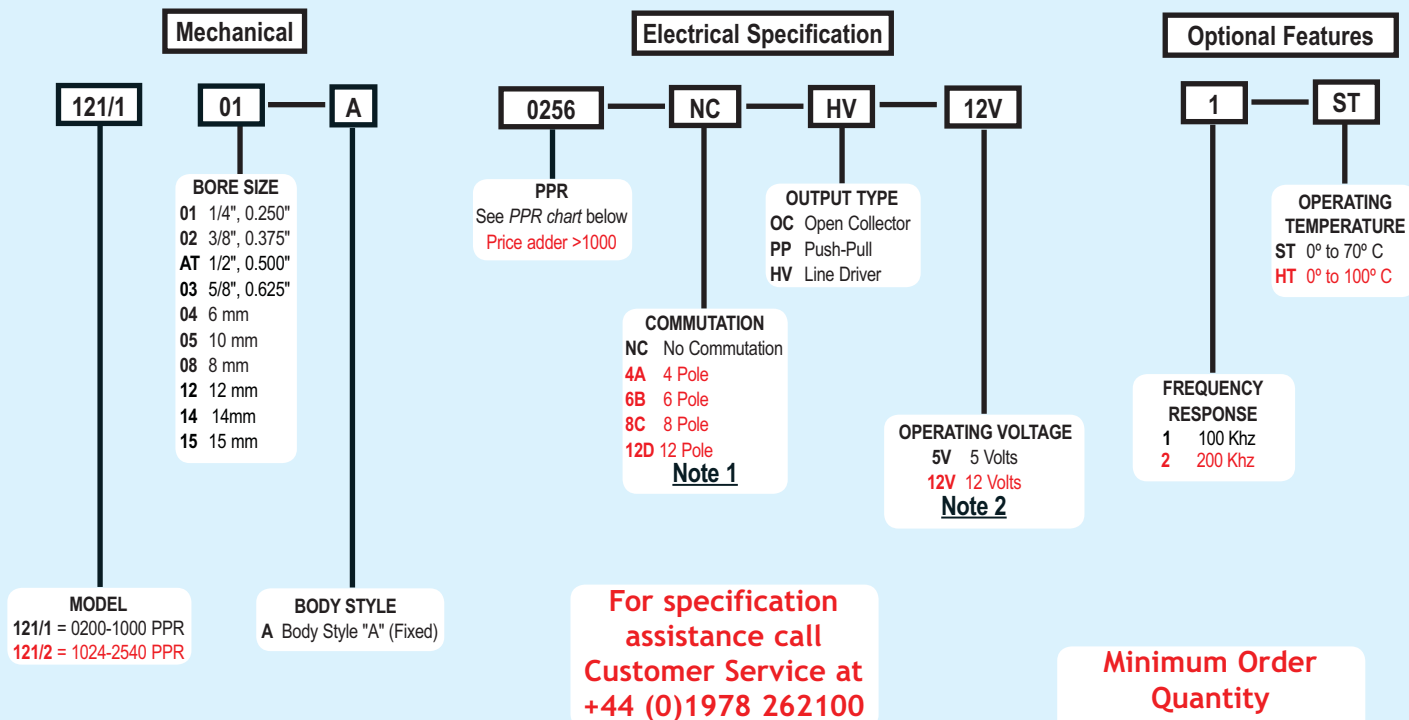 Mechanical
Electrical Specification
Optional Features
121/1
01
A
0256
NC
HV
12V
1
ST
BORE SIZE
01 1/4", 0.250"
02 3/8", 0.375"
AT 1/2", 0.500"
03 5/8", 0.625"
04 6 mm
05 10 mm
08 8 mm
12 12 mm
14 14mm
15 15 mm
PPR
See PPR chart below
Price adder >1000
OUTPUT TYPE
OC Open Collector
PP Push-Pull
HV Line Driver
OPERATING
TEMPERATURE
ST 0º to 70º C
HT 0º to 100º C
COMMUTATION
NC No Commutation
4A 4 Pole
6B 6 Pole
8C 8 Pole
12D 12 Pole
Note 1
OPERATING VOLTAGE
5V 5 Volts
12V 12 Volts
Note 2
FREQUENCY
RESPONSE
1 100 Khz
2 200 Khz
MODEL
121/1 = 0200-1000 PPR
121/2 = 1024-2540 PPR
BODY STYLE
A Body Style "A" (Fixed)
For specification
assistance call
Customer Service at
+44 (0)1978 262100
Minimum Order
Quantity